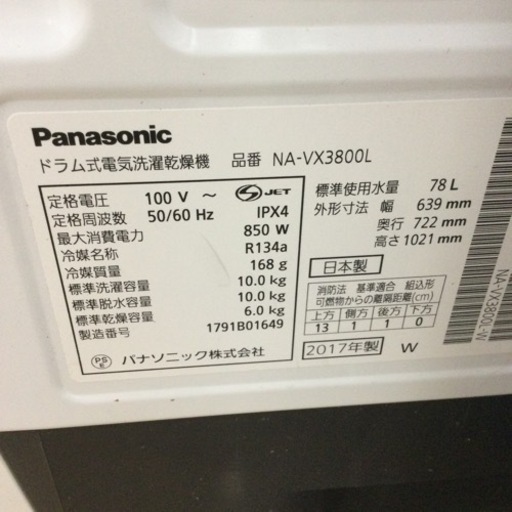 Panasonic
ドラム式電気洗濯乾燥機 品番 NA-VX3800L
定格電圧 100 V ～
定格周波数 50/60 Hz
S JET
IPX4
最大消費電力 850 W
冷媒名称 R134a
冷媒質量 168 g
標準洗濯容量 10.0 kg
標準脱水容量 10.0 kg
標準乾燥容量 6.0 kg
製造番号 1791B01649
PS E パナソニック株式会社
標準使用水量 78 L
外形寸法 幅 639 mm
奥行 722 mm
高さ 1021 mm
日本製
消防法 基準適合 組込形
可燃物からの離隔距離(cm)
上方 側方 後方 下方
13 1 1 0
2017年製 W
NA-VX3800L-W